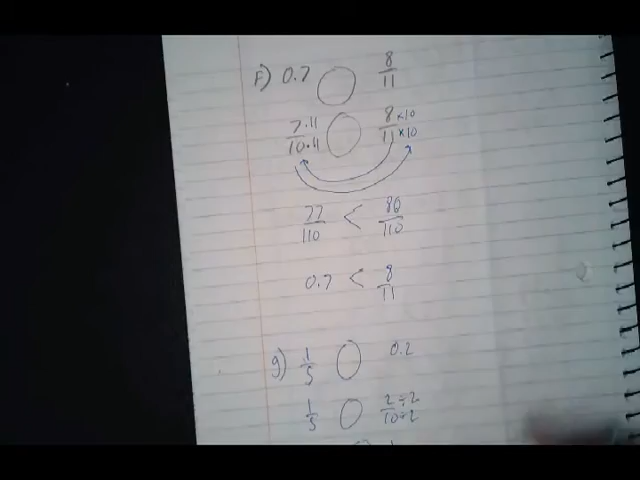 F) 0.7 ◯ 8/11
7·11/10·11 ◯ 8×10/11×10
77/110 < 80/110
0.7 < 8/11
g) 1/5 ◯ 0.2
1/5 ◯ 2÷2/10÷2